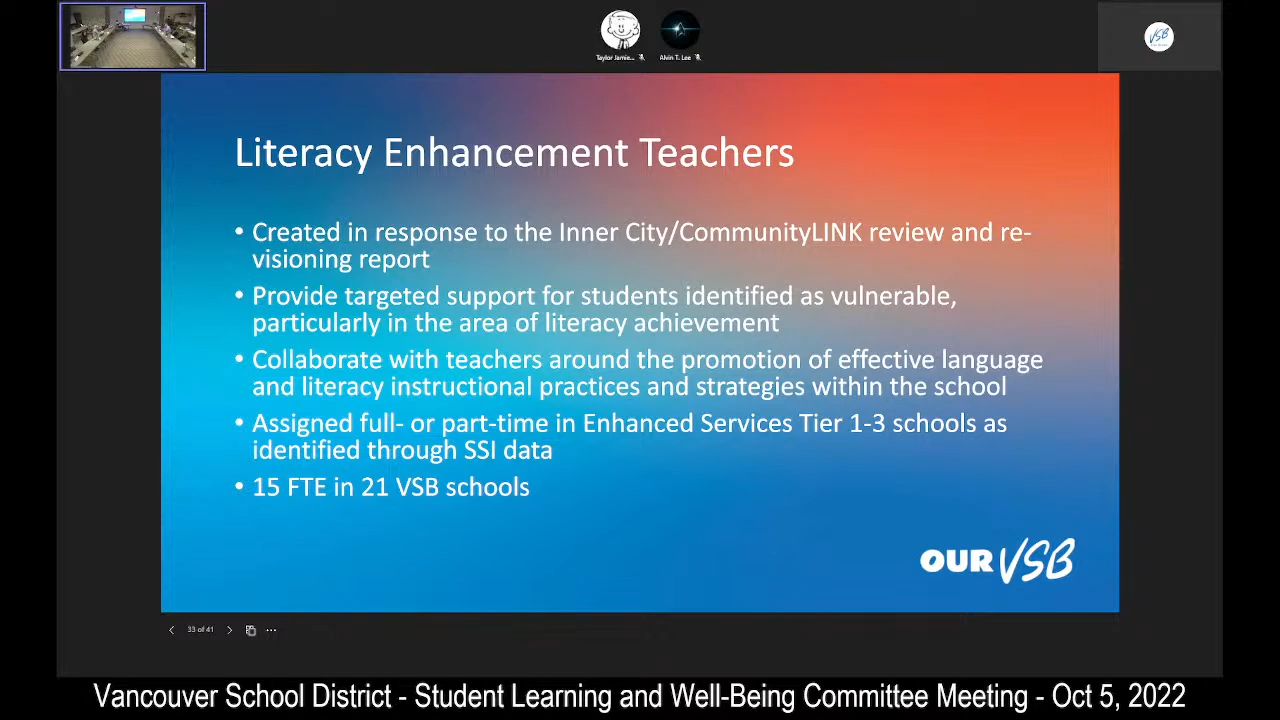 Taylor Jamie...
Alvin T. Lee
VSB
Literacy Enhancement Teachers
• Created in response to the Inner City/CommunityLINK review and re-
visioning report
• Provide targeted support for students identified as vulnerable,
particularly in the area of literacy achievement
• Collaborate with teachers around the promotion of effective language
and literacy instructional practices and strategies within the school
• Assigned full- or part-time in Enhanced Services Tier 1-3 schools as
identified through SSI data
• 15 FTE in 21 VSB schools
OUR VSB
33 of 41
Vancouver School District - Student Learning and Well-Being Committee Meeting - Oct 5, 2022